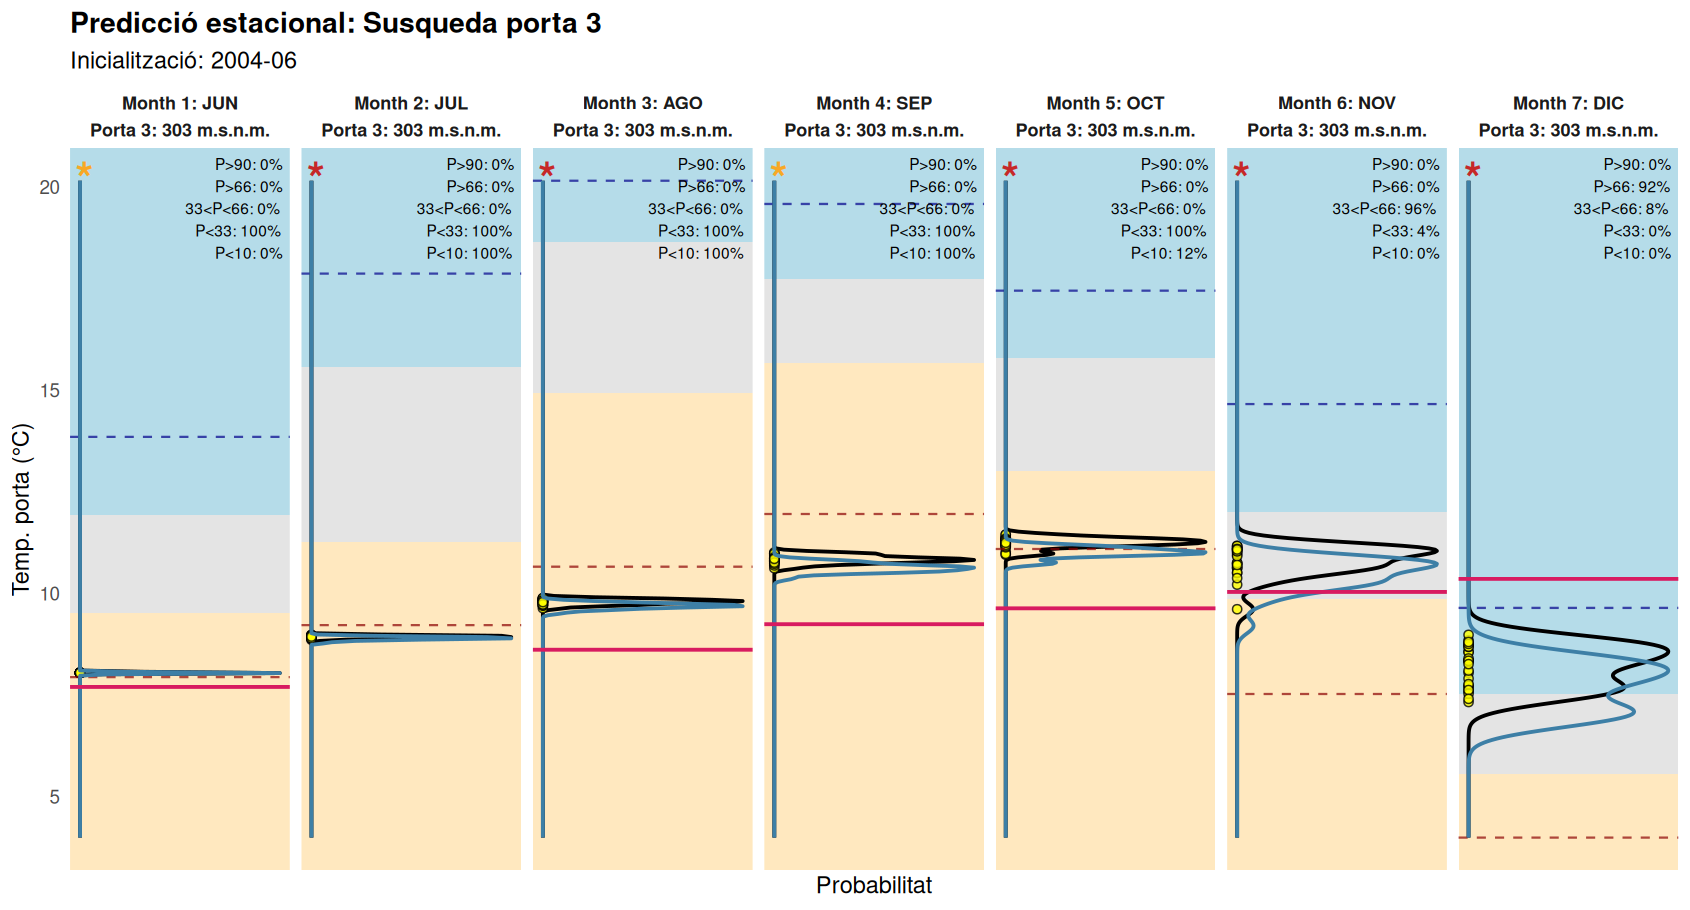 Predicció estacional: Susqueda porta 3
Inicialització: 2004-06
Month 1: JUN
Porta 3: 303 m.s.n.m.
Month 2: JUL
Porta 3: 303 m.s.n.m.
Month 3: AGO
Porta 3: 303 m.s.n.m.
Month 4: SEP
Porta 3: 303 m.s.n.m.
Month 5: OCT
Porta 3: 303 m.s.n.m.
Month 6: NOV
Porta 3: 303 m.s.n.m.
Month 7: DIC
Porta 3: 303 m.s.n.m.
*
P>90: 0%
P>66: 0%
33<P<66: 0%
P<33: 100%
P<10: 0%
*
P>90: 0%
P>66: 0%
33<P<66: 0%
P<33: 100%
P<10: 100%
*
P>90: 0%
P>66: 0%
33<P<66: 0%
P<33: 100%
P<10: 100%
*
P>90: 0%
P>66: 0%
33<P<66: 0%
P<33: 100%
P<10: 100%
*
P>90: 0%
P>66: 0%
33<P<66: 0%
P<33: 100%
P<10: 12%
*
P>90: 0%
P>66: 0%
33<P<66: 96%
P<33: 4%
P<10: 0%
*
P>90: 0%
P>66: 92%
33<P<66: 8%
P<33: 0%
P<10: 0%
20
15
10
5
Temp. porta (°C)
Probabilitat